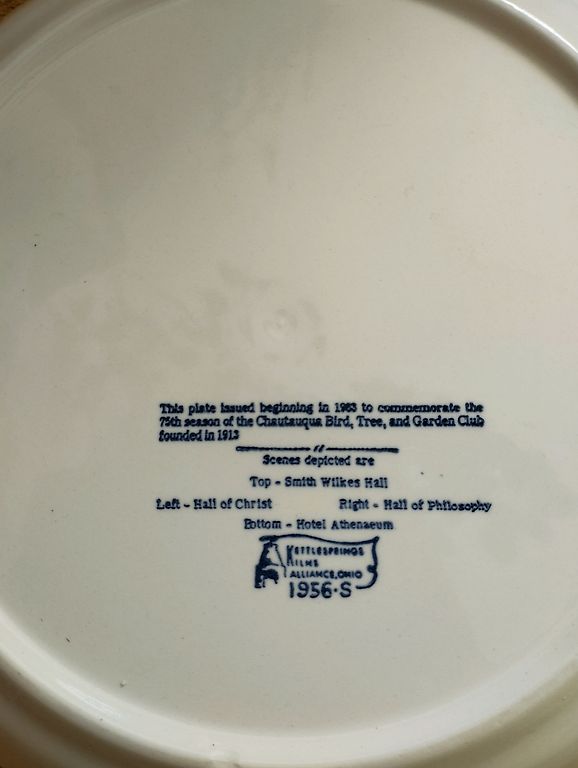 This plate issued beginning in 1983 to commemorate the
75th season of the Chautauqua Bird, Tree, and Garden Club
founded in 1913
Scenes depicted are
Top - Smith Wilkes Hall
Left - Hall of Christ Right - Hall of Philosophy
Bottom - Hotel Athenaeum
KETTLESPRINGS
KILNS
ALLIANCE, OHIO
1956-S